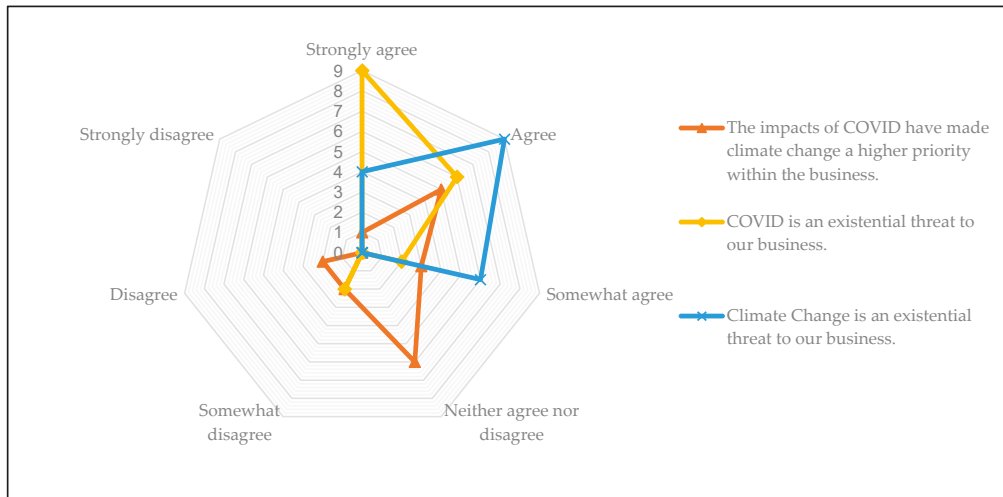 Strongly agree
9
8
7
6
5
4
3
2
1
0
Agree
Somewhat agree
Neither agree nor
disagree
Somewhat
disagree
Disagree
Strongly disagree
The impacts of COVID have made
climate change a higher priority
within the business.
COVID is an existential threat to
our business.
Climate Change is an existential
threat to our business.